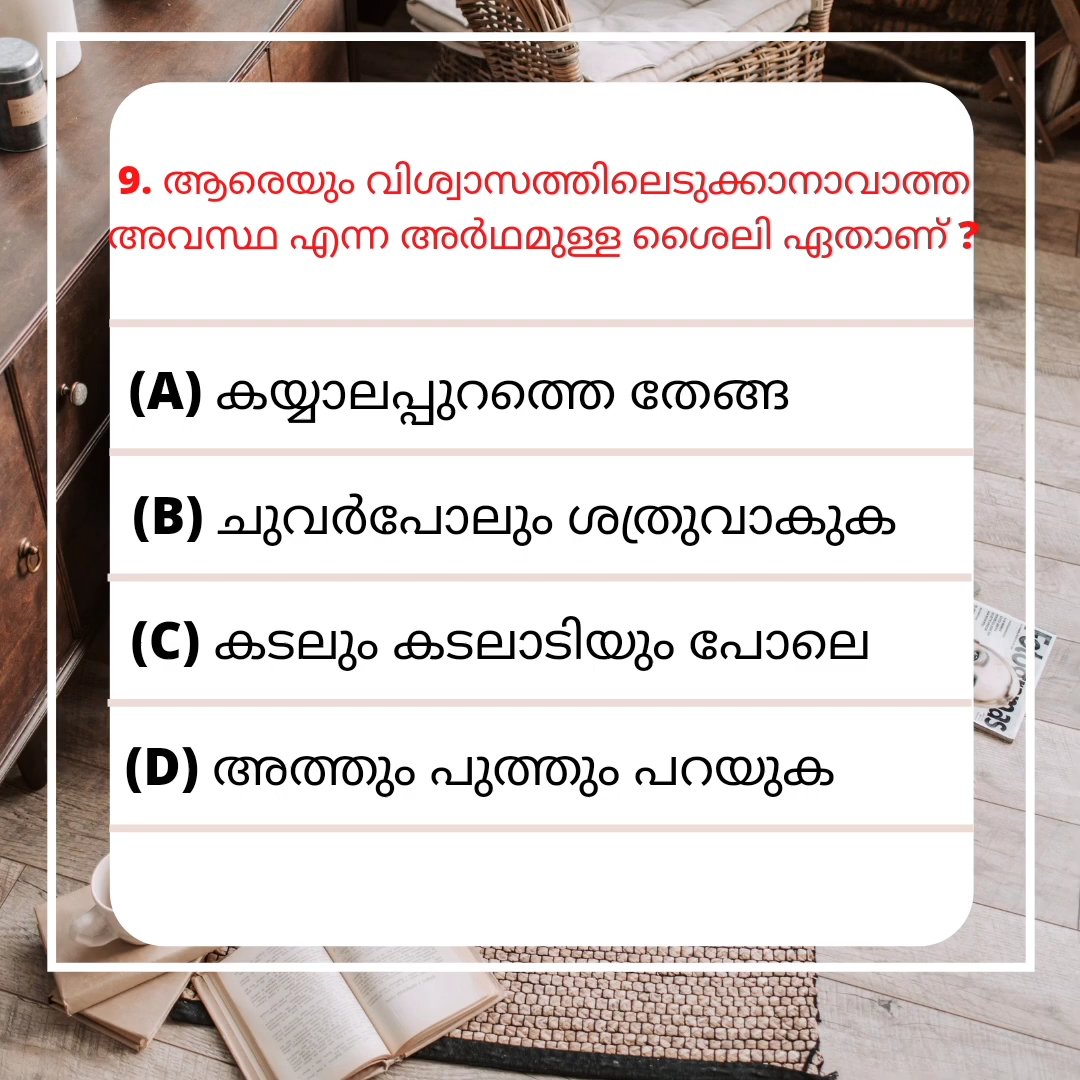 9. ആരെയും വിശ്വാസത്തിലെടുക്കാനാവാത്ത
അവസ്ഥ എന്ന അർഥമുള്ള ശൈലി ഏതാണ് ?
(A) കയ്യാലപ്പുറത്തെ തേങ്ങ
(B) ചുവർപോലും ശത്രുവാകുക
(C) കടലും കടലാടിയും പോലെ
(D) അത്തും പുത്തും പറയുക